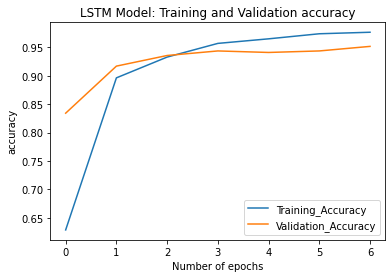 LSTM Model: Training and Validation accuracy
accuracy
0.95
0.90
0.85
0.80
0.75
0.70
0.65
Training_Accuracy
Validation_Accuracy
0 1 2 3 4 5 6
Number of epochs